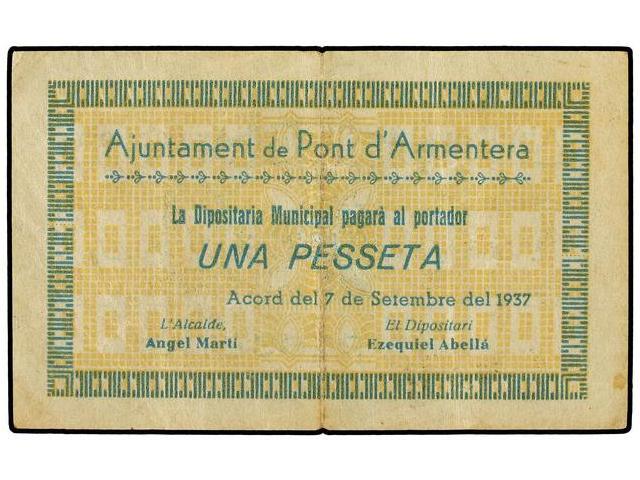 Ajuntament de Pont d'Armentera
La Dipositaria Municipal pagarà al portador
UNA PESSETA
Acord del 7 de Setembre del 1937
L'Alcalde,
Angel Martí
El Dipositari
Ezequiel Abellá